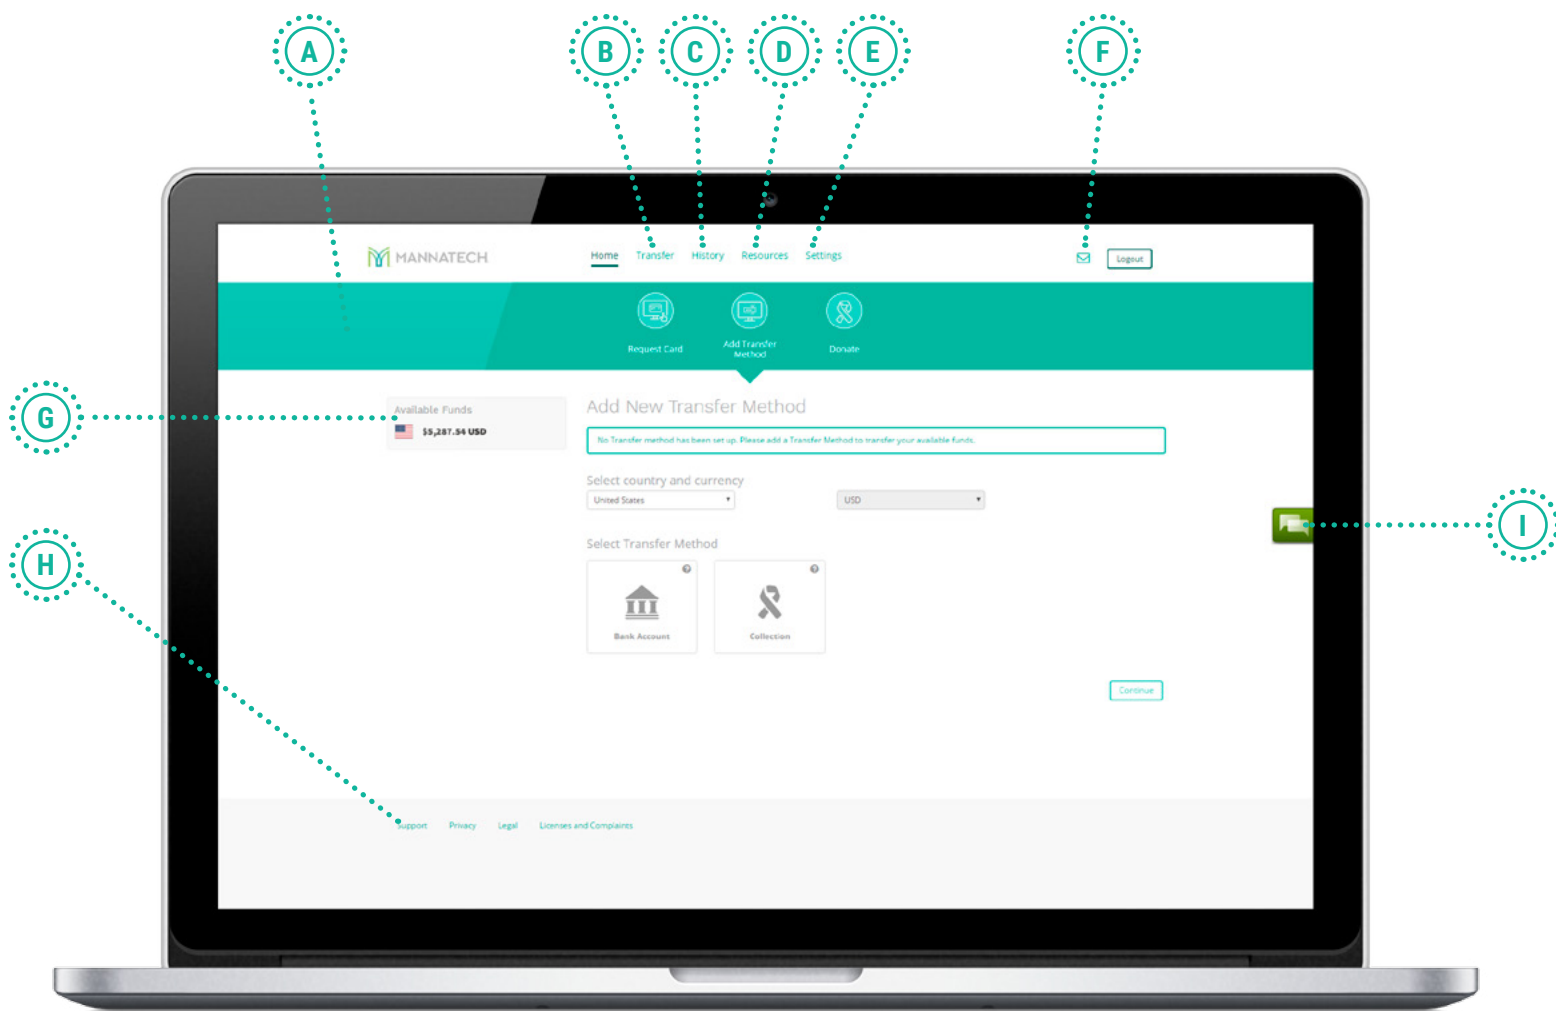 A
B
C
D
E
F
MANNATECH
Home Transfer History Resources Settings
Logout
Request Card
Add Transfer
Method
Donate
G
Available Funds
$5,287.54 USD
Add New Transfer Method
No Transfer method has been set up. Please add a Transfer Method to transfer your available funds.
Select country and currency
United States
USD
I
Select Transfer Method
H
Bank Account
Collection
Continue
Support Privacy Legal Licenses and Complaints